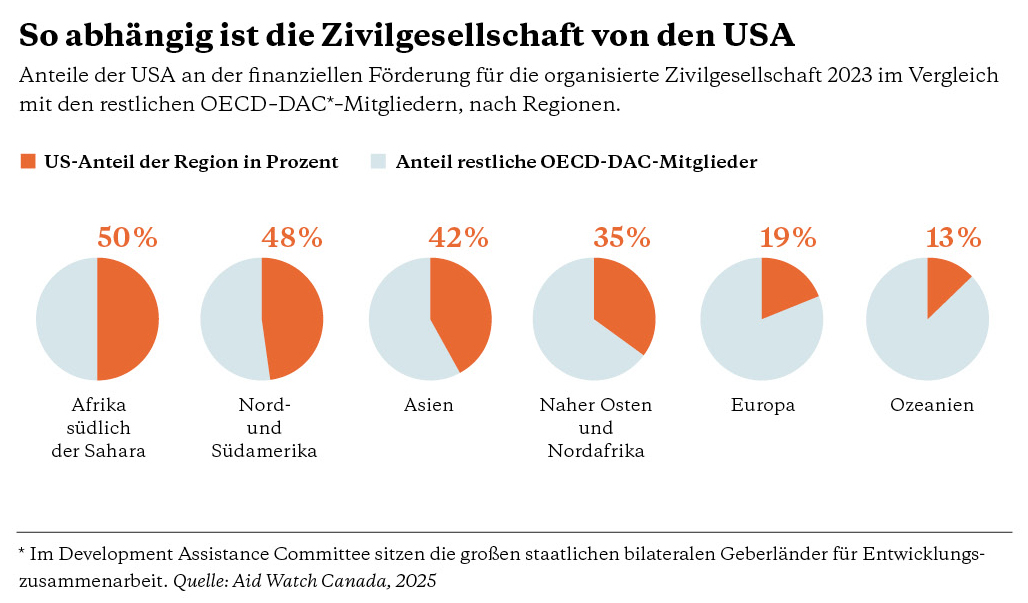 So abhängig ist die Zivilgesellschaft von den USA
Anteile der USA an der finanziellen Förderung für die organisierte Zivilgesellschaft 2023 im Vergleich
mit den restlichen OECD-DAC*-Mitgliedern, nach Regionen.
US-Anteil der Region in Prozent
Anteil restliche OECD-DAC-Mitglieder
50%
48%
42%
35%
19%
13%
Afrika
südlich
der Sahara
Nord-
und
Südamerika
Asien
Naher Osten
und
Nordafrika
Europa
Ozeanien
* Im Development Assistance Committee sitzen die großen staatlichen bilateralen Geberländer für Entwicklungs-
zusammenarbeit. Quelle: Aid Watch Canada, 2025